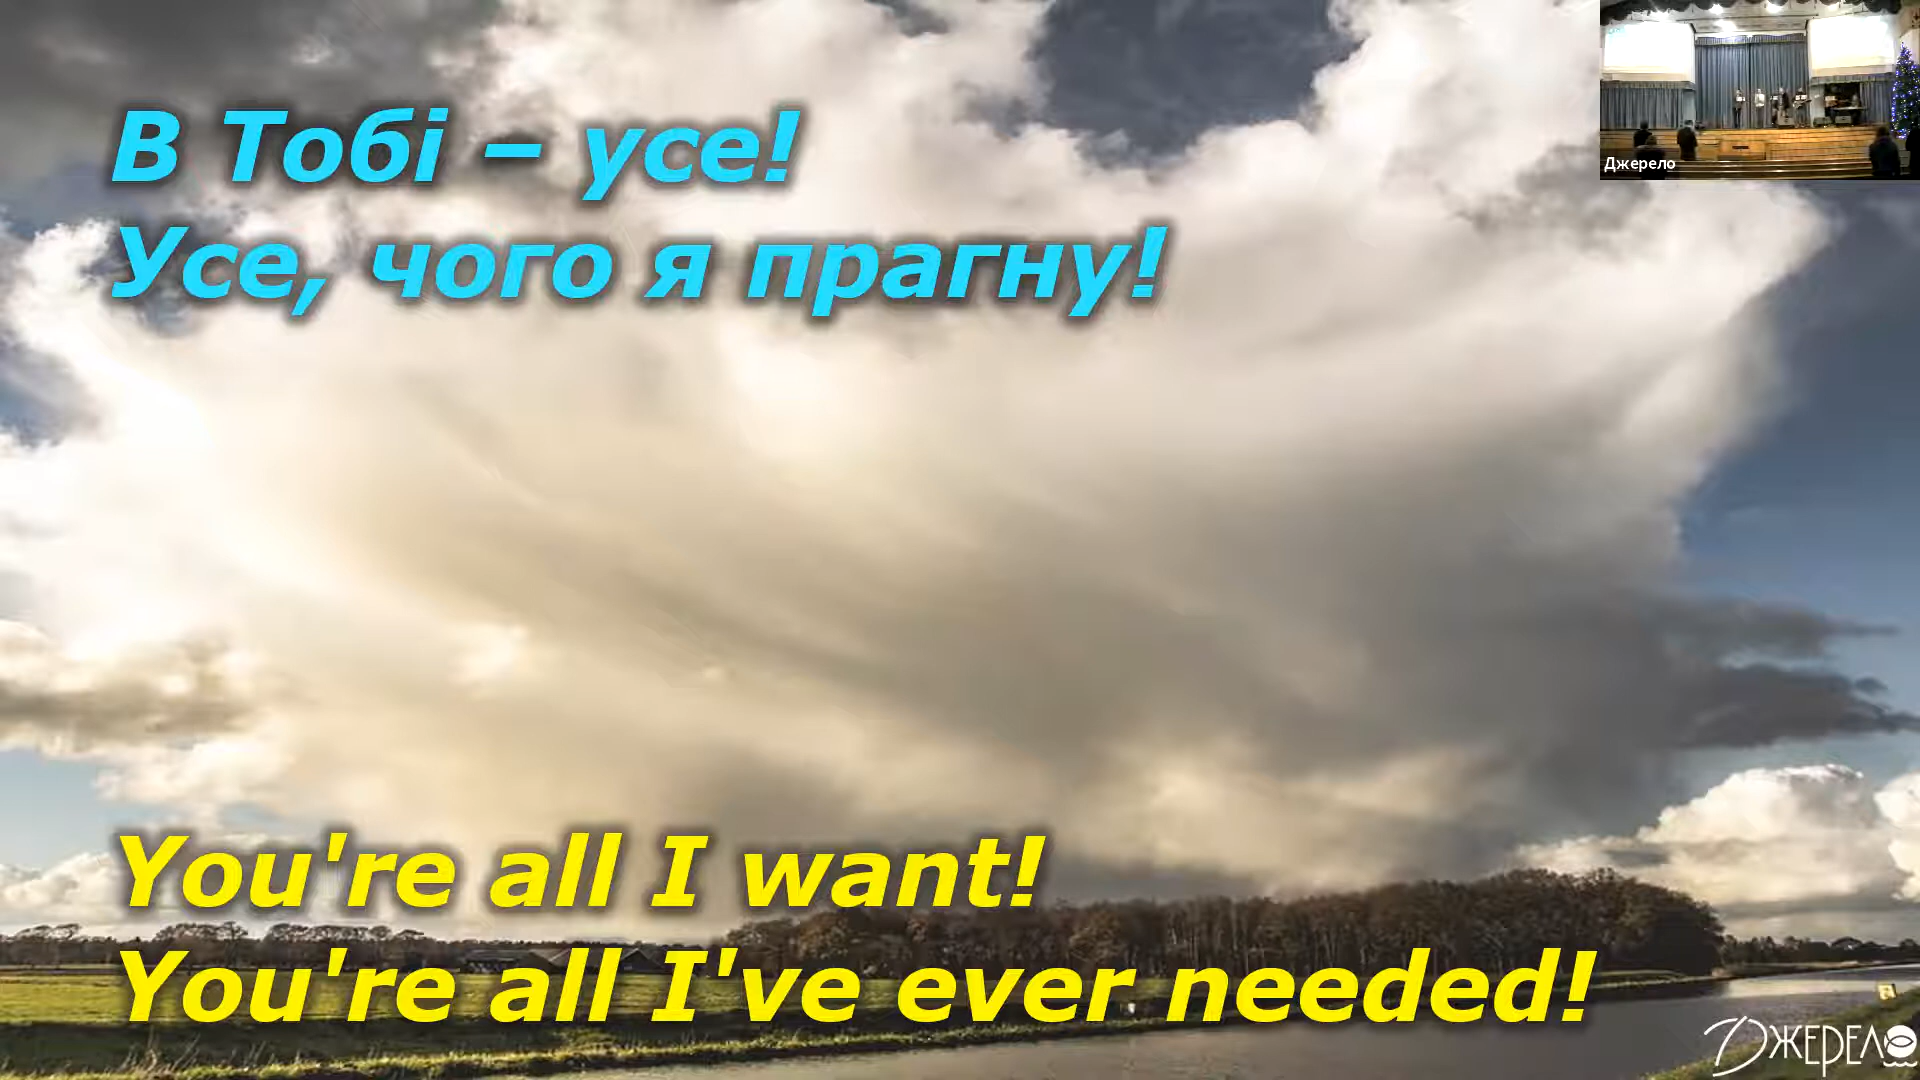 В Тобі – усе!
Усе, чого я прагну!
Джерело
You're all I want!
You're all I've ever needed!
ДЖЕРЕЛО